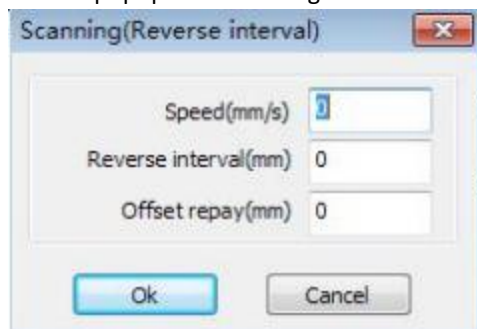 Scanning(Reverse interval)
Speed(mm/s) 0
Reverse interval(mm) 0
Offset repay(mm) 0
Ok Cancel